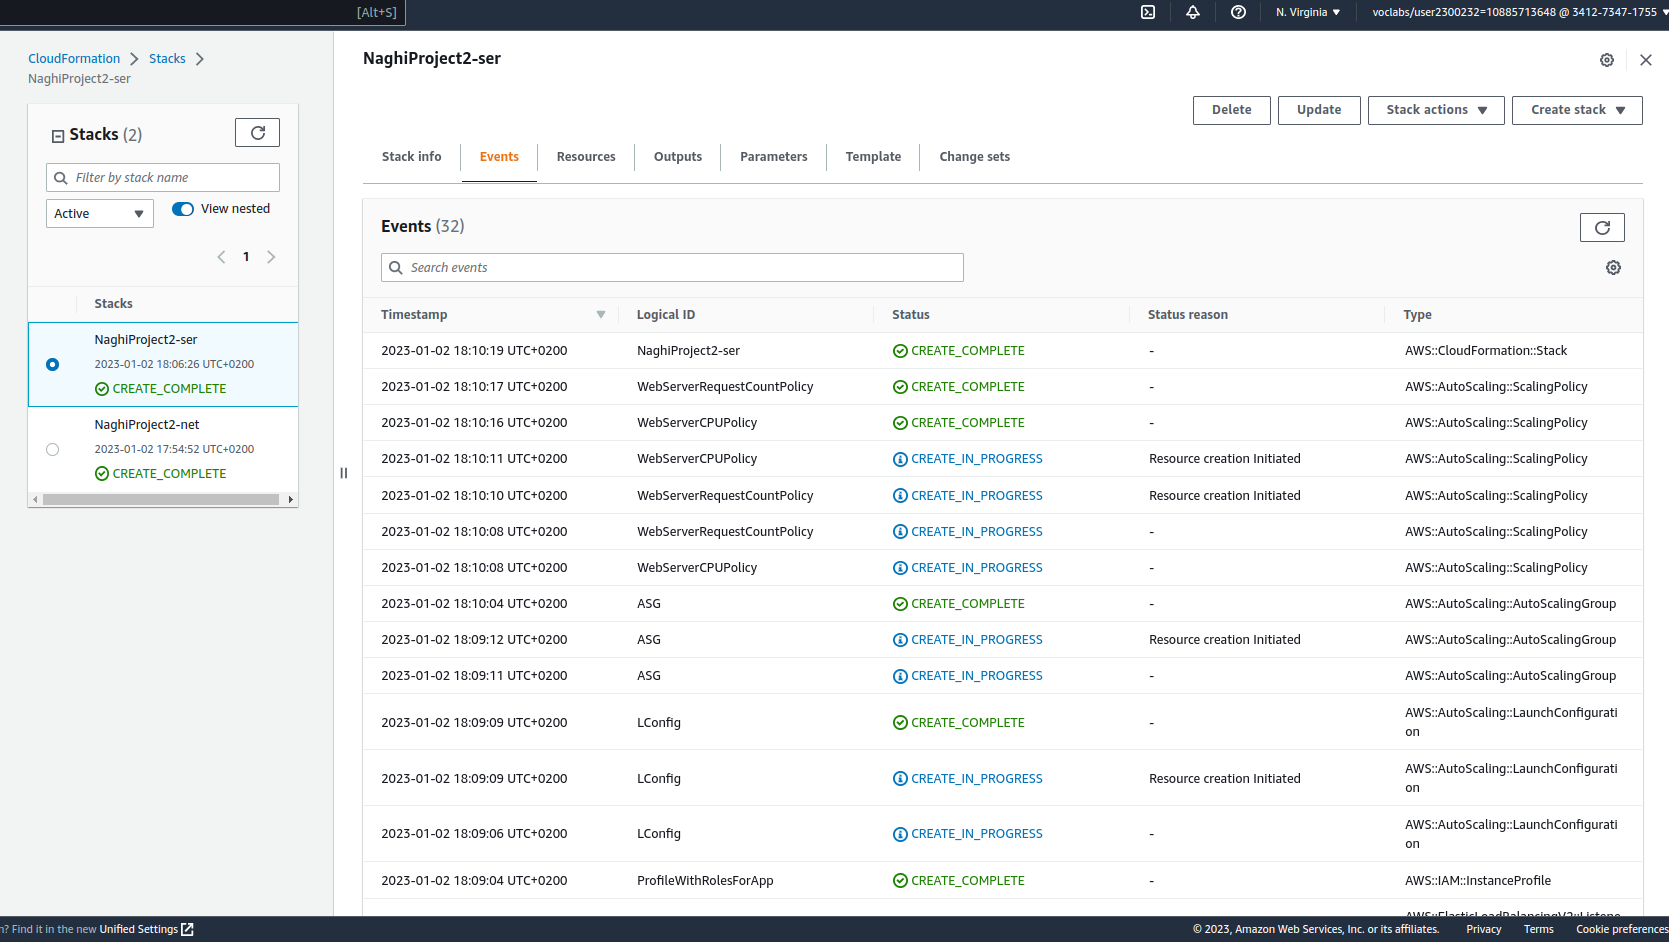 [Alt+S]
N. Virginia
voclabs/user2300232=10885713648 @ 3412-7347-1755
CloudFormation
Stacks
NaghiProject2-ser
Stacks (2)
Filter by stack name
Active
View nested
1
Stacks
NaghiProject2-ser
2023-01-02 18:06:26 UTC+0200
CREATE_COMPLETE
NaghiProject2-net
2023-01-02 17:54:52 UTC+0200
CREATE_COMPLETE
NaghiProject2-ser
Delete Update Stack actions Create stack
Stack info Events Resources Outputs Parameters Template Change sets
Events (32)
Search events
Timestamp Logical ID Status Status reason Type
2023-01-02 18:10:19 UTC+0200 NaghiProject2-ser CREATE_COMPLETE - AWS::CloudFormation::Stack
2023-01-02 18:10:17 UTC+0200 WebServerRequestCountPolicy CREATE_COMPLETE - AWS::AutoScaling::ScalingPolicy
2023-01-02 18:10:16 UTC+0200 WebServerCPUPolicy CREATE_COMPLETE - AWS::AutoScaling::ScalingPolicy
2023-01-02 18:10:11 UTC+0200 WebServerCPUPolicy CREATE_IN_PROGRESS Resource creation Initiated AWS::AutoScaling::ScalingPolicy
2023-01-02 18:10:10 UTC+0200 WebServerRequestCountPolicy CREATE_IN_PROGRESS Resource creation Initiated AWS::AutoScaling::ScalingPolicy
2023-01-02 18:10:08 UTC+0200 WebServerRequestCountPolicy CREATE_IN_PROGRESS - AWS::AutoScaling::ScalingPolicy
2023-01-02 18:10:08 UTC+0200 WebServerCPUPolicy CREATE_IN_PROGRESS - AWS::AutoScaling::ScalingPolicy
2023-01-02 18:10:04 UTC+0200 ASG CREATE_COMPLETE - AWS::AutoScaling::AutoScalingGroup
2023-01-02 18:09:12 UTC+0200 ASG CREATE_IN_PROGRESS Resource creation Initiated AWS::AutoScaling::AutoScalingGroup
2023-01-02 18:09:11 UTC+0200 ASG CREATE_IN_PROGRESS - AWS::AutoScaling::AutoScalingGroup
2023-01-02 18:09:09 UTC+0200 LConfig CREATE_COMPLETE - AWS::AutoScaling::LaunchConfigurati
on
2023-01-02 18:09:09 UTC+0200 LConfig CREATE_IN_PROGRESS Resource creation Initiated AWS::AutoScaling::LaunchConfigurati
on
2023-01-02 18:09:06 UTC+0200 LConfig CREATE_IN_PROGRESS - AWS::AutoScaling::LaunchConfigurati
on
2023-01-02 18:09:04 UTC+0200 ProfileWithRolesForApp CREATE_COMPLETE - AWS::IAM::InstanceProfile
AWS::ElasticLoadBalancingV2::Listene
n? Find it in the new Unified Settings
© 2023, Amazon Web Services, Inc. or its affiliates. Privacy Terms Cookie preferences